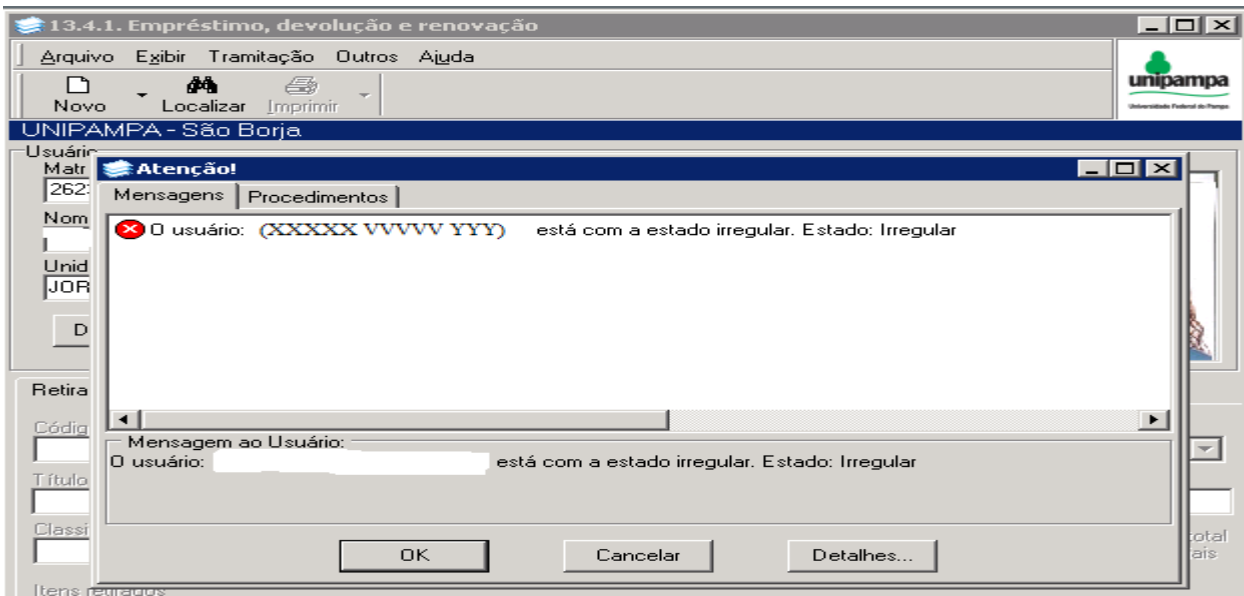 13.4.1. Empréstimo, devolução e renovação
Arquivo Exibir Tramitação Outros Ajuda
Novo Localizar Imprimir
unipampa
Universidade Federal do Pampa
UNIPAMPA - São Borja
Usuário
Matr
262
Nom
Unid
JOR
D
Atenção!
Mensagens Procedimentos
O usuário: (XXXXX VVVVV YYY) está com a estado irregular. Estado: Irregular
Mensagem ao Usuário:
O usuário: está com a estado irregular. Estado: Irregular
OK Cancelar Detalhes...
Retira
Códig
Título
Classi
total
ais
Itens retirados